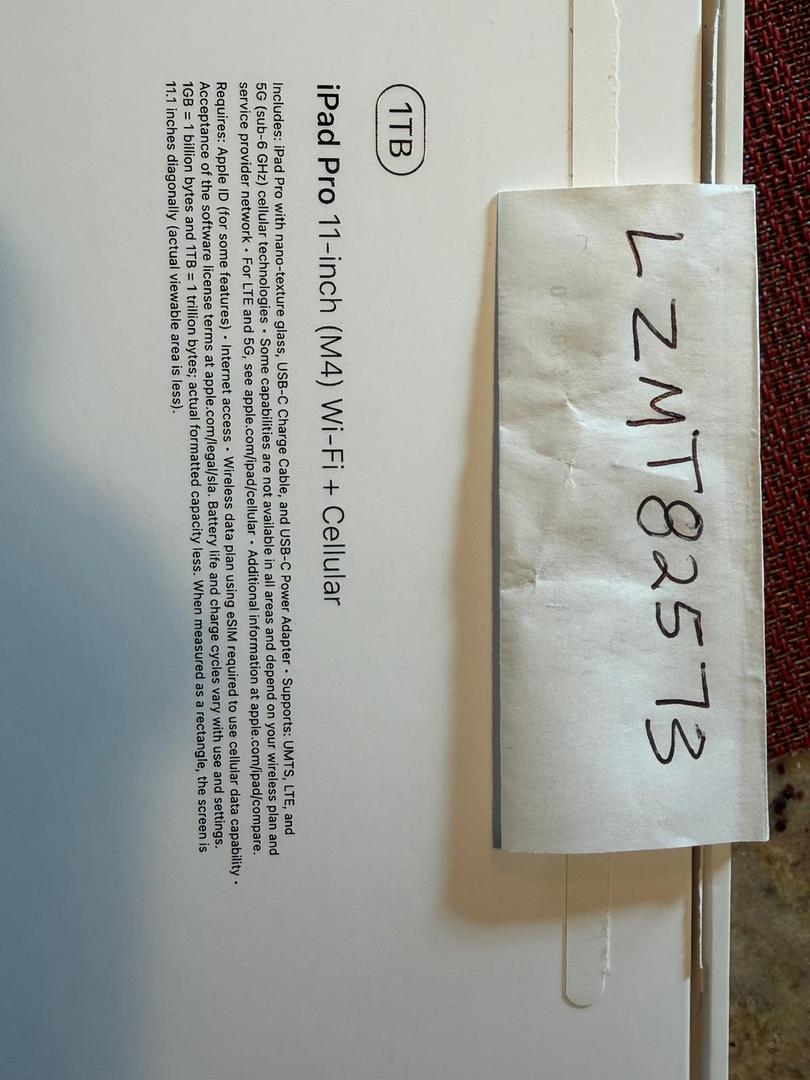 LZMT82573
1TB
iPad Pro 11-inch (M4) Wi-Fi + Cellular
Includes: iPad Pro with nano-texture glass, USB-C Charge Cable, and USB-C Power Adapter • Supports: UMTS, LTE, and
5G (sub-6 GHz) cellular technologies • Some capabilities are not available in all areas and depend on your wireless plan and
service provider network • For LTE and 5G, see apple.com/ipad/cellular • Additional information at apple.com/ipad/compare.
Requires: Apple ID (for some features) • Internet access • Wireless data plan using eSIM required to use cellular data capability •
Acceptance of the software license terms at apple.com/legal/sla. Battery life and charge cycles vary with use and settings.
1GB = 1 billion bytes and 1TB = 1 trillion bytes; actual formatted capacity less. When measured as a rectangle, the screen is
11.1 inches diagonally (actual viewable area is less).